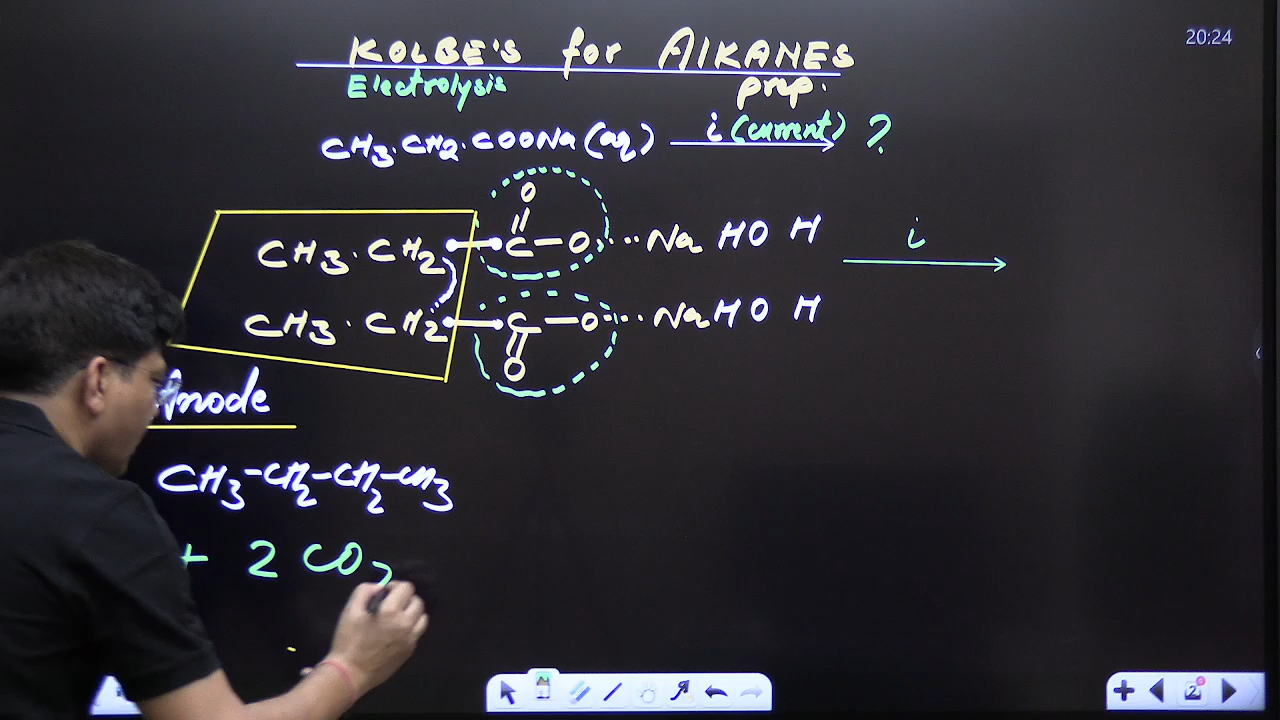 20:24
KOLBE'S for AlKANES
Electrolysis prep.
CH3.CH2.COONa(aq) i (current) ?
O
CH3.CH2 C-O Na HO H i
CH3.CH2 C-O Na HO H
O
Anode
CH3-CH2-CH2-CH3
+ 2 CO2
2